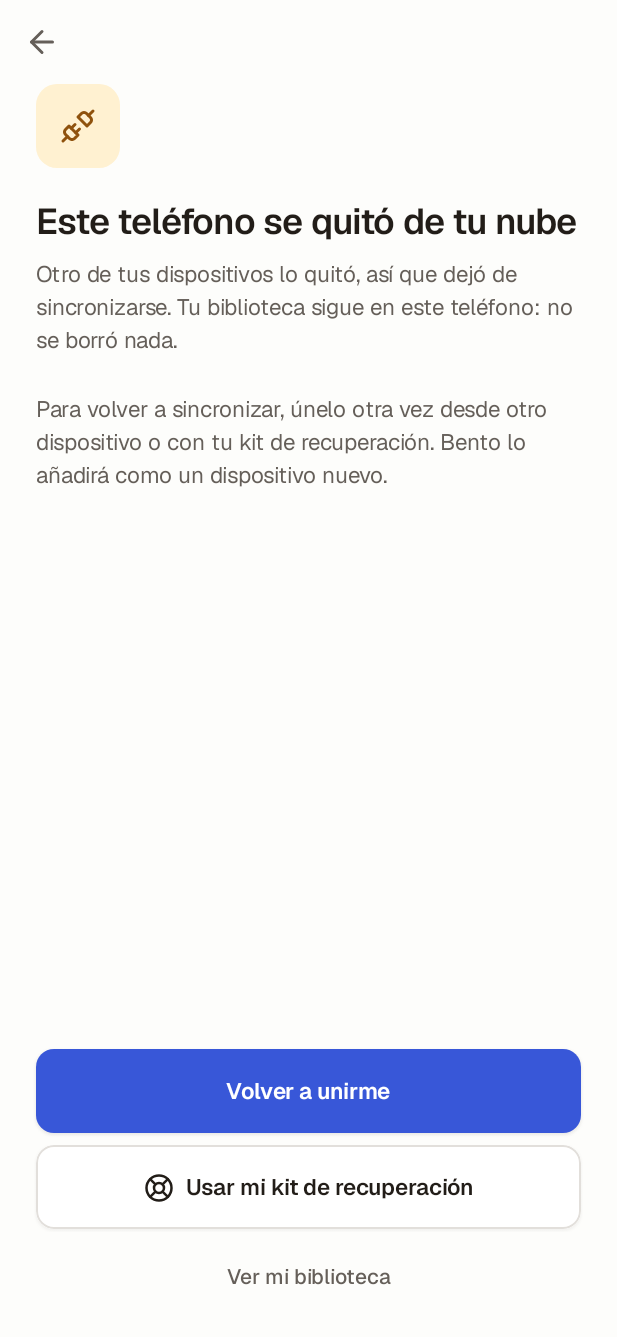 Este teléfono se quitó de tu nube
Otro de tus dispositivos lo quitó, así que dejó de
sincronizarse. Tu biblioteca sigue en este teléfono: no
se borró nada.
Para volver a sincronizar, únelo otra vez desde otro
dispositivo o con tu kit de recuperación. Bento lo
añadirá como un dispositivo nuevo.
Volver a unirme
Usar mi kit de recuperación
Ver mi biblioteca